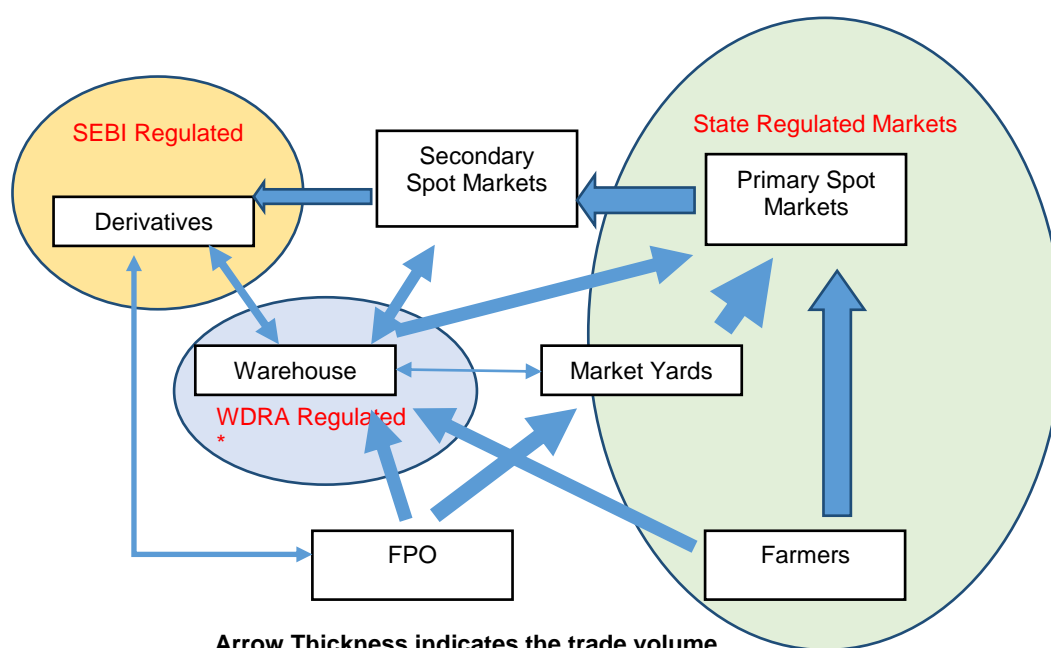 SEBI Regulated
State Regulated Markets
Secondary
Spot Markets
Primary Spot
Markets
Derivatives
Warehouse
Market Yards
WDRA Regulated
*
FPO
Farmers
Arrow Thickness indicates the trade volume